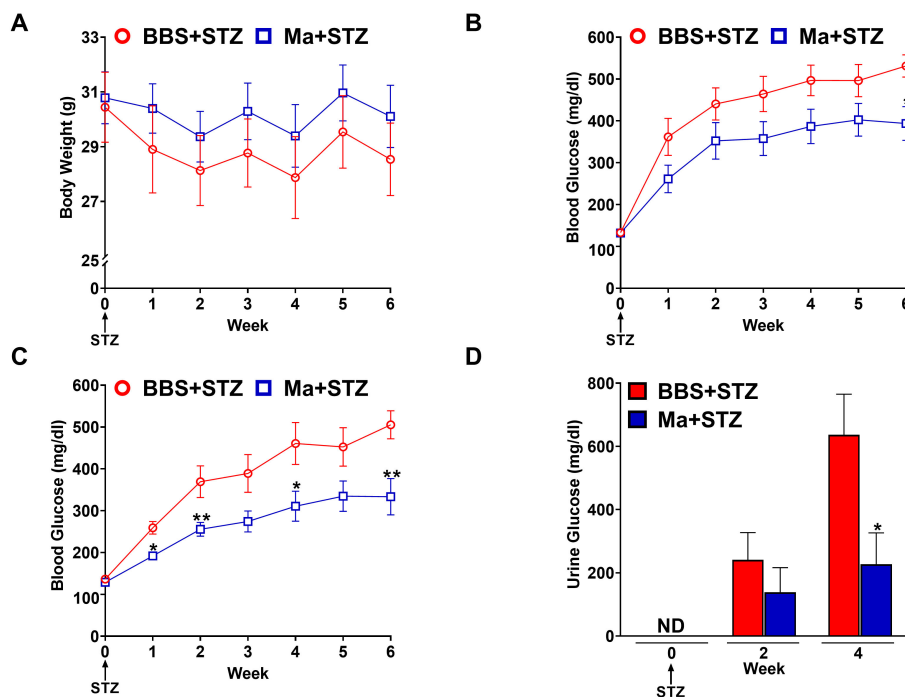 A
BBS+STZ Ma+STZ
Body Weight (g)
33
31
29
27
25
0
0 1 2 3 4 5 6
Week
STZ
B
BBS+STZ Ma+STZ
Blood Glucose (mg/dl)
600
500
400
300
200
100
0
*
0 1 2 3 4 5 6
Week
STZ
C
BBS+STZ Ma+STZ
Blood Glucose (mg/dl)
600
500
400
300
200
100
0
* ** * **
0 1 2 3 4 5 6
Week
STZ
D
BBS+STZ
Ma+STZ
Urine Glucose (mg/dl)
800
600
400
200
0
*
ND
0 2 4
Week
STZ